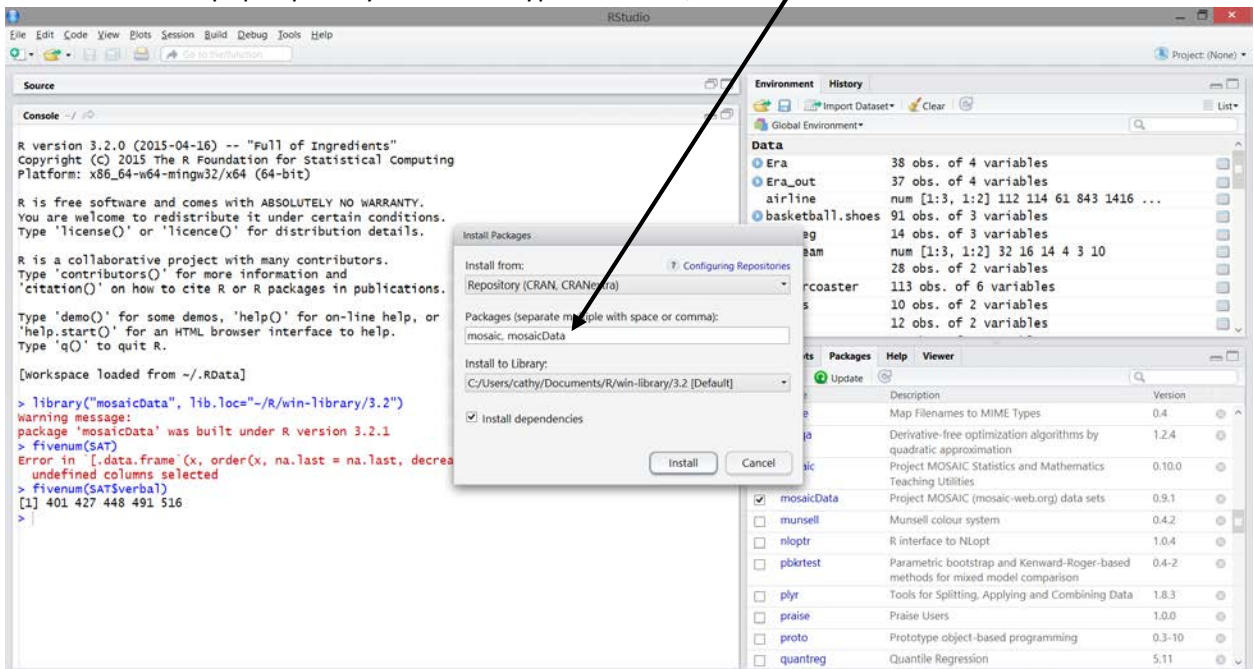 RStudio
File Edit Code View Plots Session Build Debug Tools Help
Go to file/function
Project: (None)
Source
Console ~/
R version 3.2.0 (2015-04-16) -- "Full of Ingredients"
Copyright (C) 2015 The R Foundation for Statistical Computing
Platform: x86_64-w64-mingw32/x64 (64-bit)
R is free software and comes with ABSOLUTELY NO WARRANTY.
You are welcome to redistribute it under certain conditions.
Type 'license()' or 'licence()' for distribution details.
R is a collaborative project with many contributors.
Type 'contributors()' for more information and
'citation()' on how to cite R or R packages in publications.
Type 'demo()' for some demos, 'help()' for on-line help, or
'help.start()' for an HTML browser interface to help.
Type 'q()' to quit R.
[Workspace loaded from ~/.RData]
> library("mosaicData", lib.loc="~/R/win-library/3.2")
Warning message:
package 'mosaicData' was built under R version 3.2.1
> fivenum(SAT)
Error in `[.data.frame`(x, order(x, na.last = na.last, decrea
undefined columns selected
> fivenum(SAT$verbal)
[1] 401 427 448 491 516
>
Install Packages
Install from:
? Configuring Repositories
Repository (CRAN, CRANextra)
Packages (separate multiple with space or comma):
mosaic, mosaicData
Install to Library:
C:/Users/cathy/Documents/R/win-library/3.2 [Default]
Install dependencies
Install Cancel
Environment History
Import Dataset Clear
List
Global Environment
Data
Era 38 obs. of 4 variables
Era_out 37 obs. of 4 variables
airline num [1:3, 1:2] 112 114 61 843 1416 ...
basketball.shoes 91 obs. of 3 variables
eg 14 obs. of 3 variables
eam num [1:3, 1:2] 32 16 14 4 3 10
28 obs. of 2 variables
rcoaster 113 obs. of 6 variables
s 10 obs. of 2 variables
12 obs. of 2 variables
ts Packages Help Viewer
Update
Description Version
e Map Filenames to MIME Types 0.4
qa Derivative-free optimization algorithms by quadratic approximation 1.2.4
aic Project MOSAIC Statistics and Mathematics Teaching Utilities 0.10.0
mosaicData Project MOSAIC (mosaic-web.org) data sets 0.9.1
munsell Munsell colour system 0.4.2
nloptr R interface to NLopt 1.0.4
pbkrtest Parametric bootstrap and Kenward-Roger-based methods for mixed model comparison 0.4-2
plyr Tools for Splitting, Applying and Combining Data 1.8.3
praise Praise Users 1.0.0
proto Prototype object-based programming 0.3-10
quantreg Quantile Regression 5.11